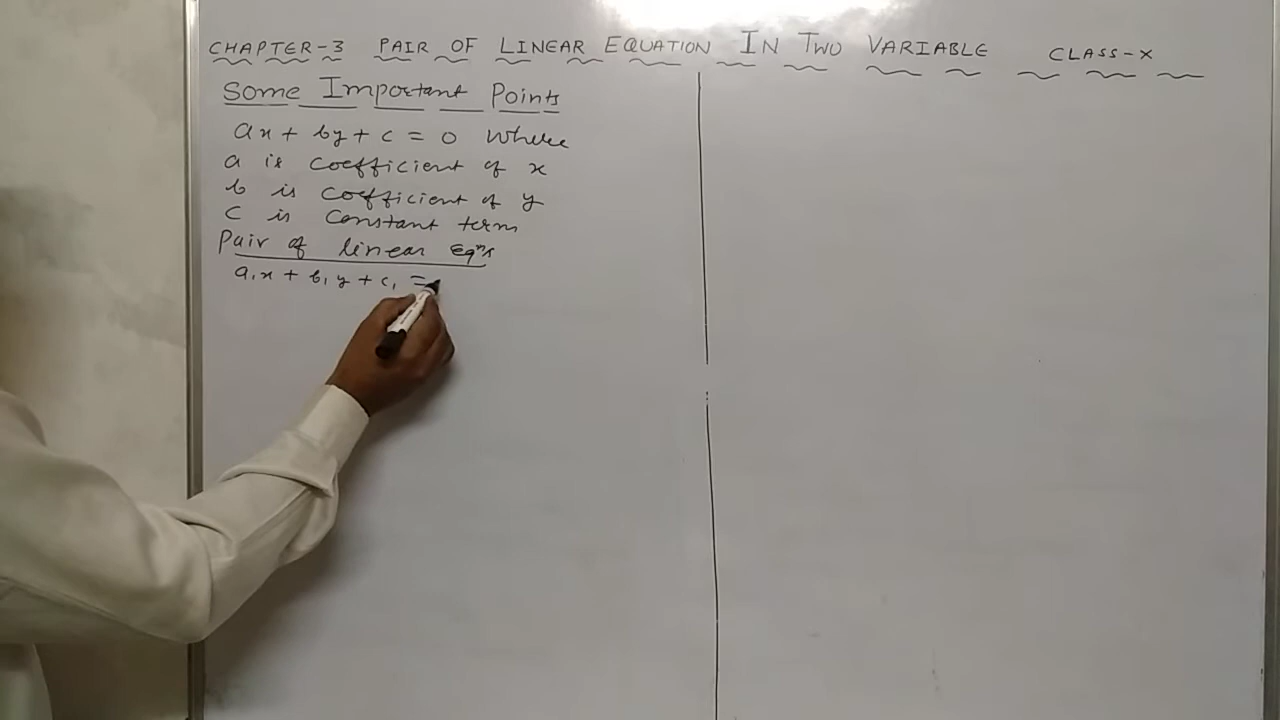 CHAPTER-3 PAIR OF LINEAR EQUATION IN TWO VARIABLE CLASS-X
Some Important Points
ax + by + c = 0 where
a is coefficient of x
b is coefficient of y
c is constant term
Pair of linear Eqⁿs
a₁x + b₁y + c₁ =